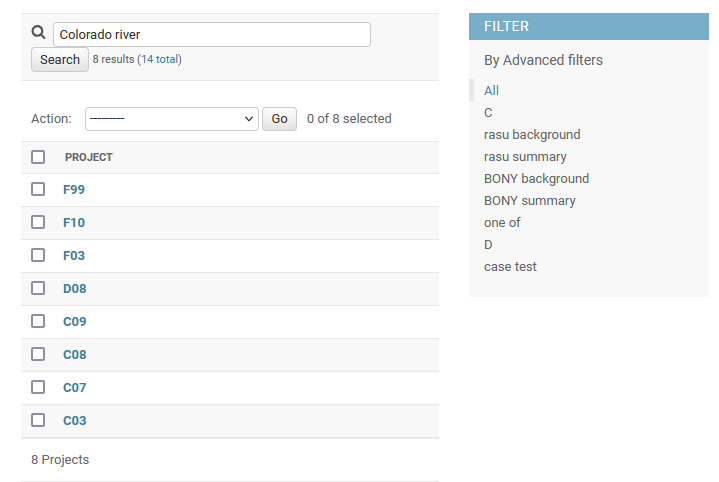 Colorado river
Search 8 results (14 total)
Action: --------- Go 0 of 8 selected
PROJECT
F99
F10
F03
D08
C09
C08
C07
C03
8 Projects
FILTER
By Advanced filters
All
C
rasu background
rasu summary
BONY background
BONY summary
one of
D
case test